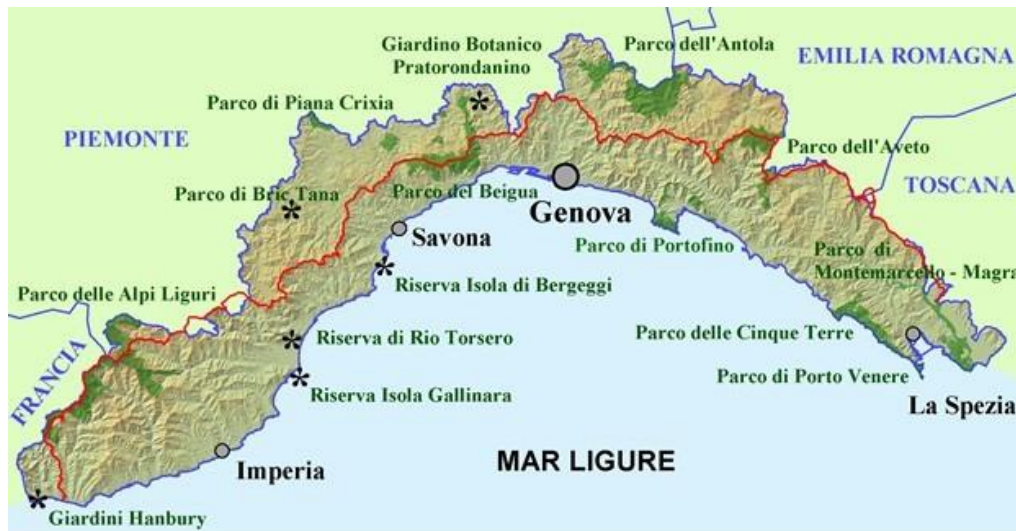 Giardino Botanico
Pratorondanino
Parco dell'Antola
EMILIA ROMAGNA
Parco di Piana Crixia
PIEMONTE
Parco dell'Aveto
TOSCANA
Parco di Bric Tana
Parco del Beigua
Genova
Savona
Parco di Portofino
Parco di
Montemarcello - Magra
Riserva Isola di Bergeggi
Parco delle Alpi Liguri
FRANCIA
Riserva di Rio Torsero
Parco delle Cinque Terre
Riserva Isola Gallinara
Parco di Porto Venere
La Spezia
Imperia
MAR LIGURE
Giardini Hanbury